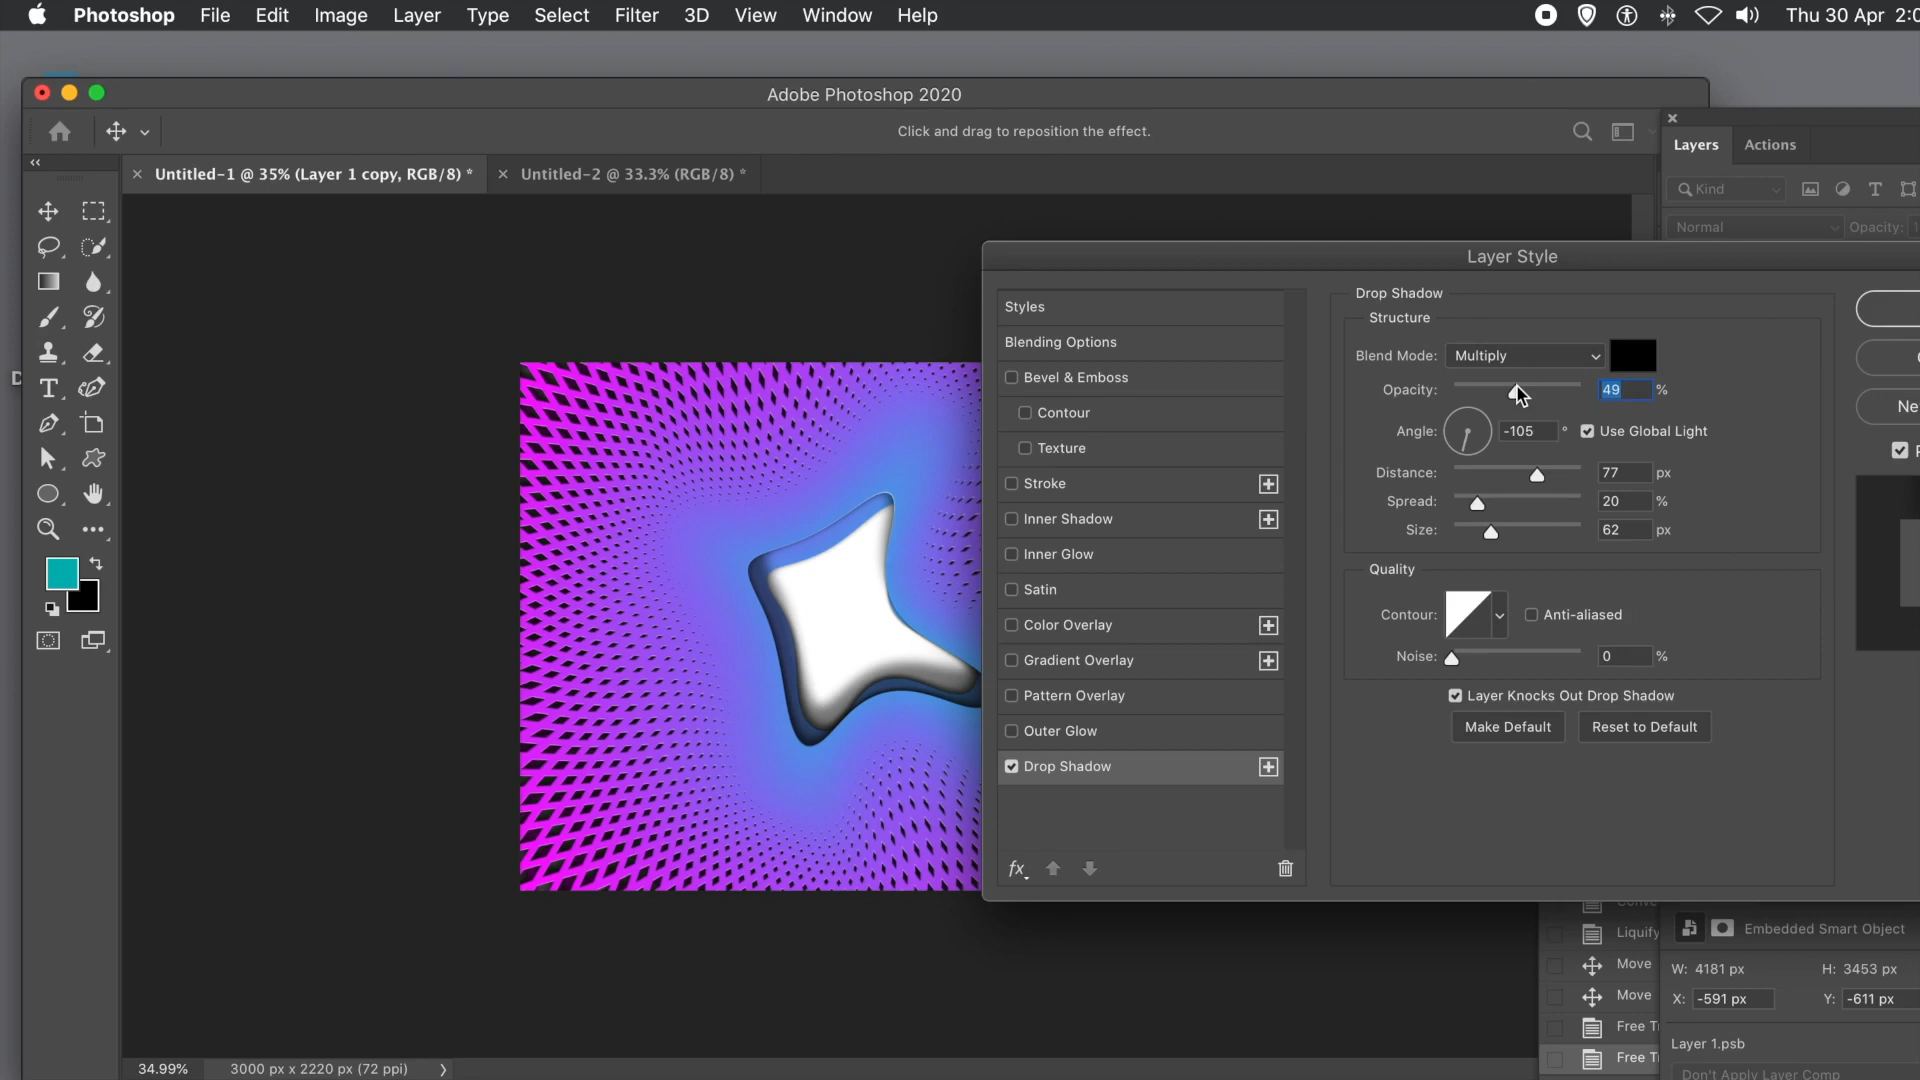 Photoshop File Edit Image Layer Type Select Filter 3D View Window Help Thu 30 Apr
Adobe Photoshop 2020
Click and drag to reposition the effect.
Untitled-1 @ 35% (Layer 1 copy, RGB/8) * Untitled-2 @ 33.3% (RGB/8) *
Layers Actions
Kind
Normal Opacity:
Layer Style
Styles
Blending Options
Bevel & Emboss
Contour
Texture
Stroke
Inner Shadow
Inner Glow
Satin
Color Overlay
Gradient Overlay
Pattern Overlay
Outer Glow
Drop Shadow
fx
Drop Shadow
Structure
Blend Mode: Multiply
Opacity: 49 %
Angle: -105 ° Use Global Light
Distance: 77 px
Spread: 20 %
Size: 62 px
Quality
Contour: Anti-aliased
Noise: 0 %
Layer Knocks Out Drop Shadow
Make Default Reset to Default
Ne
Liquify
Move
Move
Free T
Free T
Embedded Smart Object
W: 4181 px H: 3453 px
X: -591 px Y: -611 px
Layer 1.psb
Don't Apply Layer Comp
34.99% 3000 px x 2220 px (72 ppi)